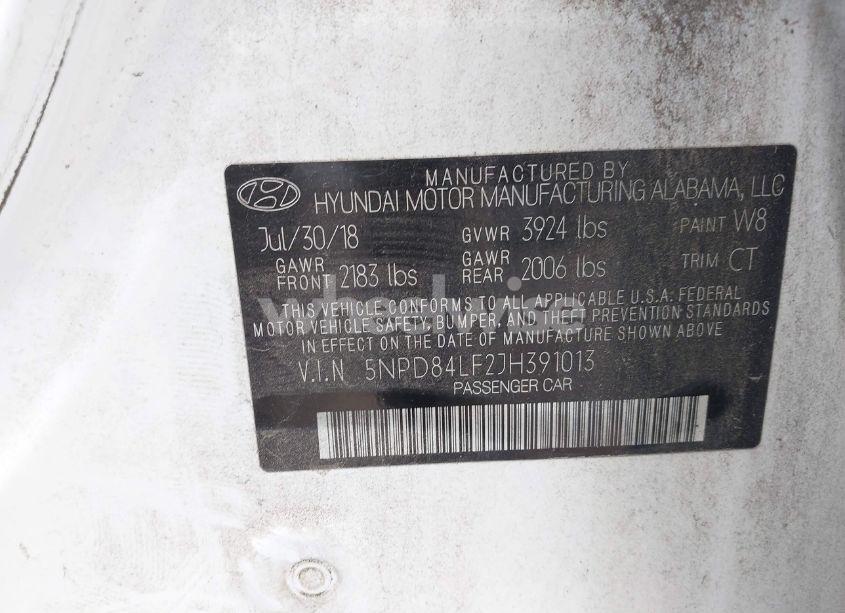 MANUFACTURED BY
HYUNDAI MOTOR MANUFACTURING ALABAMA, LLC
Jul/30/18 GVWR 3924 lbs PAINT W8
GAWR FRONT 2183 lbs GAWR REAR 2006 lbs TRIM CT
THIS VEHICLE CONFORMS TO ALL APPLICABLE U.S.A. FEDERAL
MOTOR VEHICLE SAFETY, BUMPER, AND THEFT PREVENTION STANDARDS
IN EFFECT ON THE DATE OF MANUFACTURE SHOWN ABOVE
V.I.N 5NPD84LF2JH391013
PASSENGER CAR